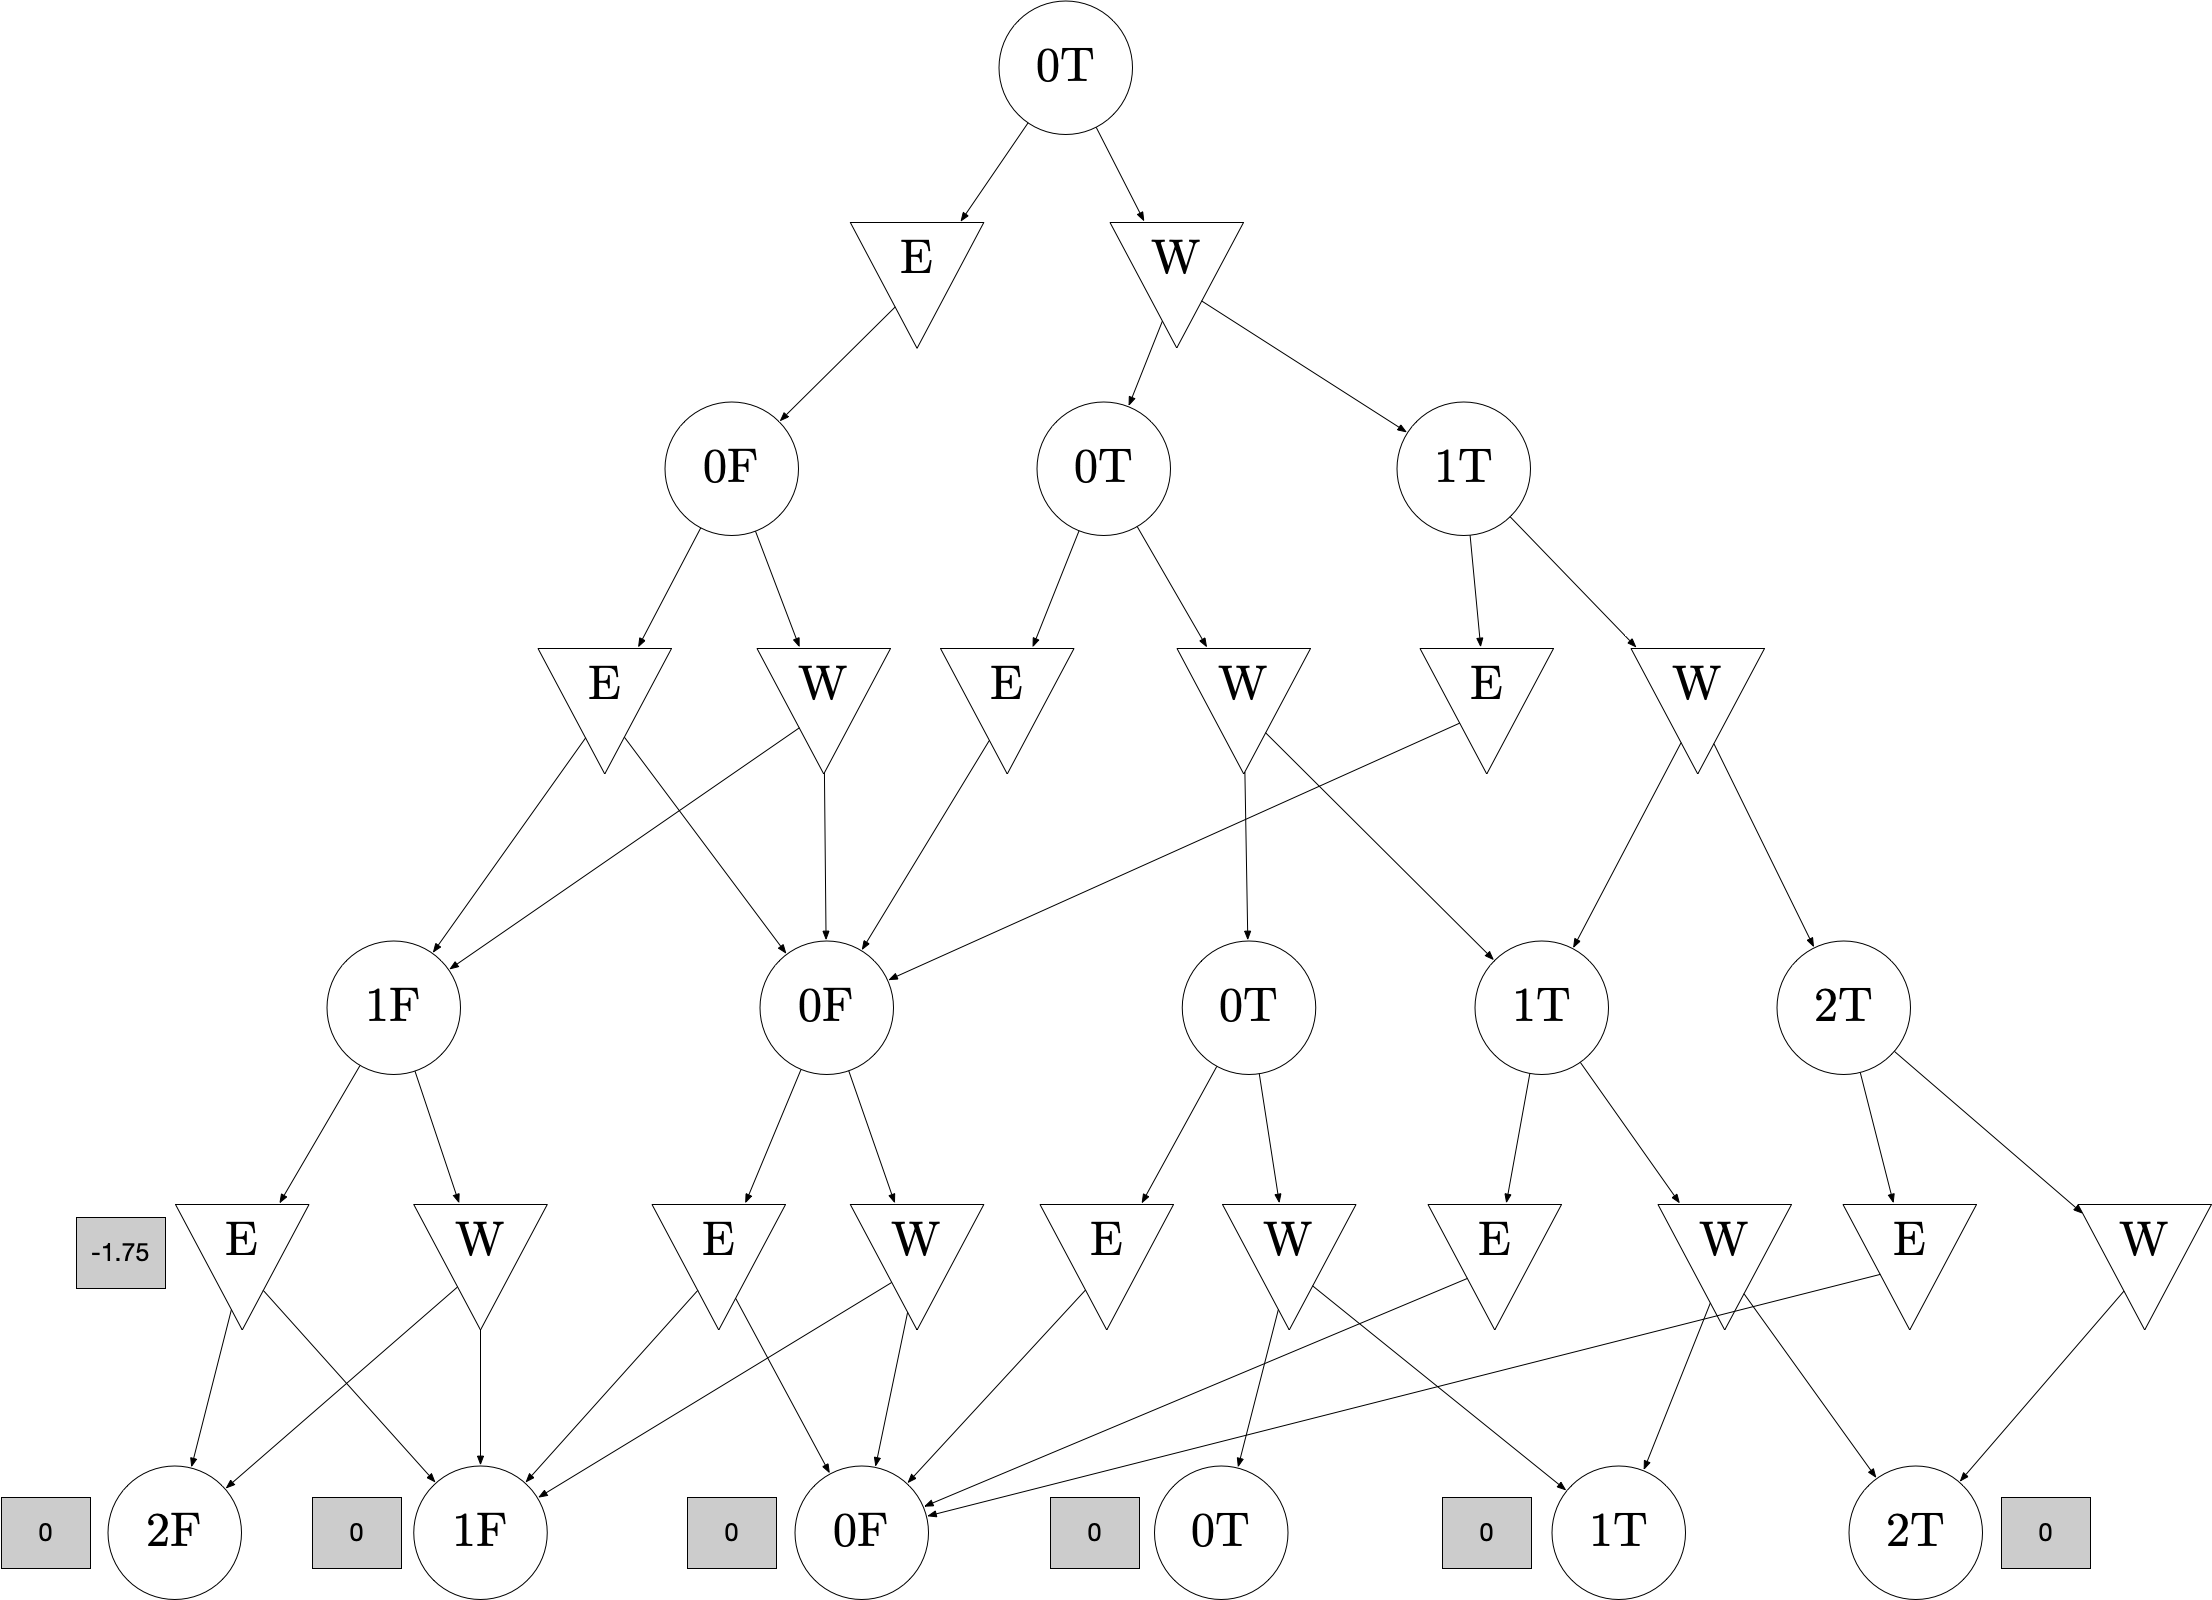 0T
E W
0F 0T 1T
E W E W E W
1F 0F 0T 1T 2T
-1.75 E W E W E W E W E W
0 2F 0 1F 0 0F 0 0T 0 1T 2T 0